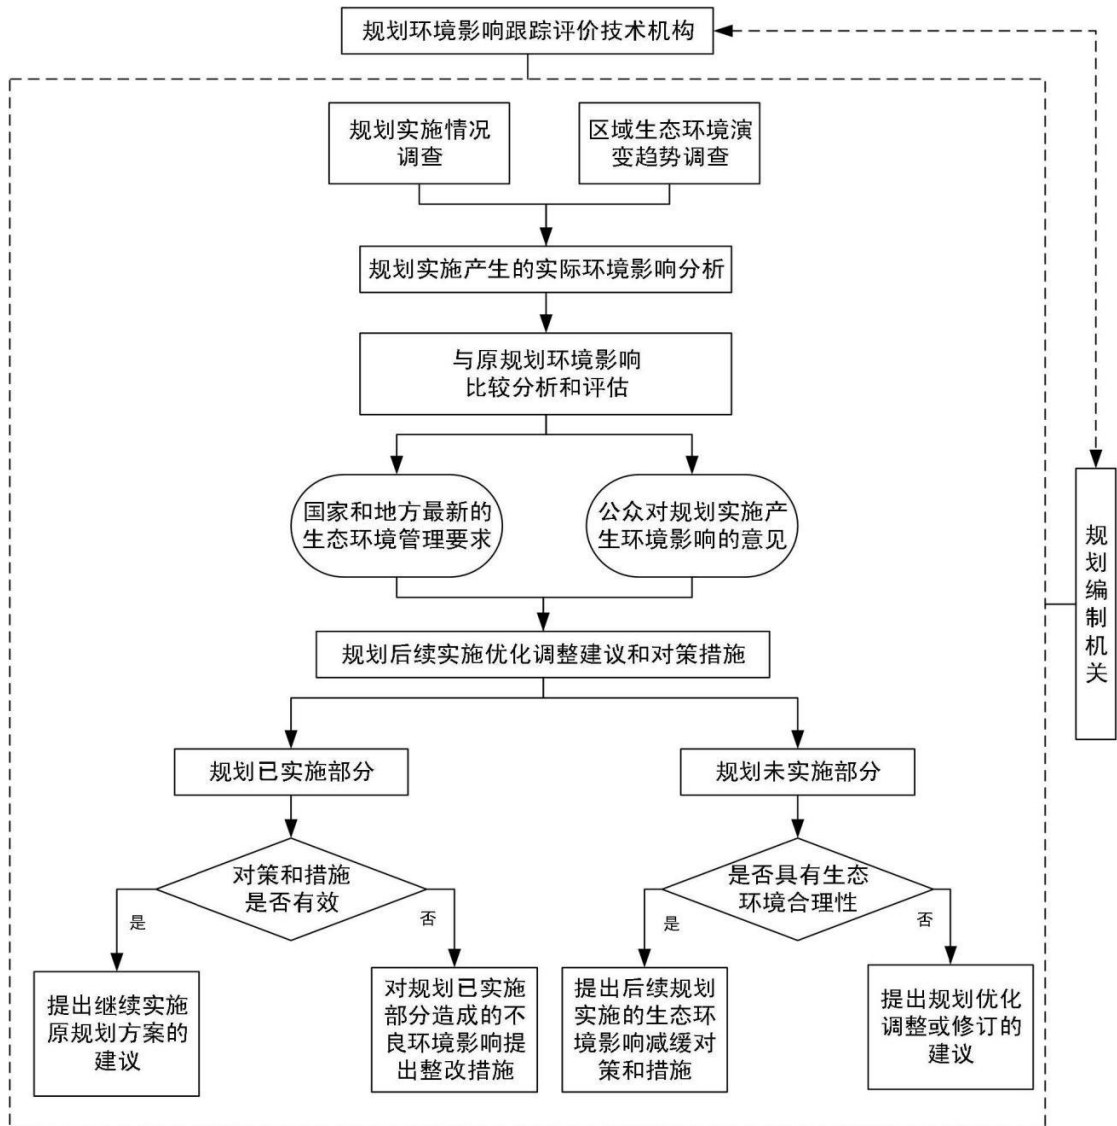 规划环境影响跟踪评价技术机构
规划实施情况
调查
区域生态环境演
变趋势调查
规划实施产生的实际环境影响分析
与原规划环境影响
比较分析和评估
国家和地方最新的
生态环境管理要求
公众对规划实施产
生环境影响的意见
规划编制机关
规划后续实施优化调整建议和对策措施
规划已实施部分
规划未实施部分
对策和措施
是否有效
是否具有生态
环境合理性
是
否
是
否
提出继续实施
原规划方案的
建议
对规划已实施
部分造成的不
良环境影响提
出整改措施
提出后续规划
实施的生态环
境影响减缓对
策和措施
提出规划优化
调整或修订的
建议